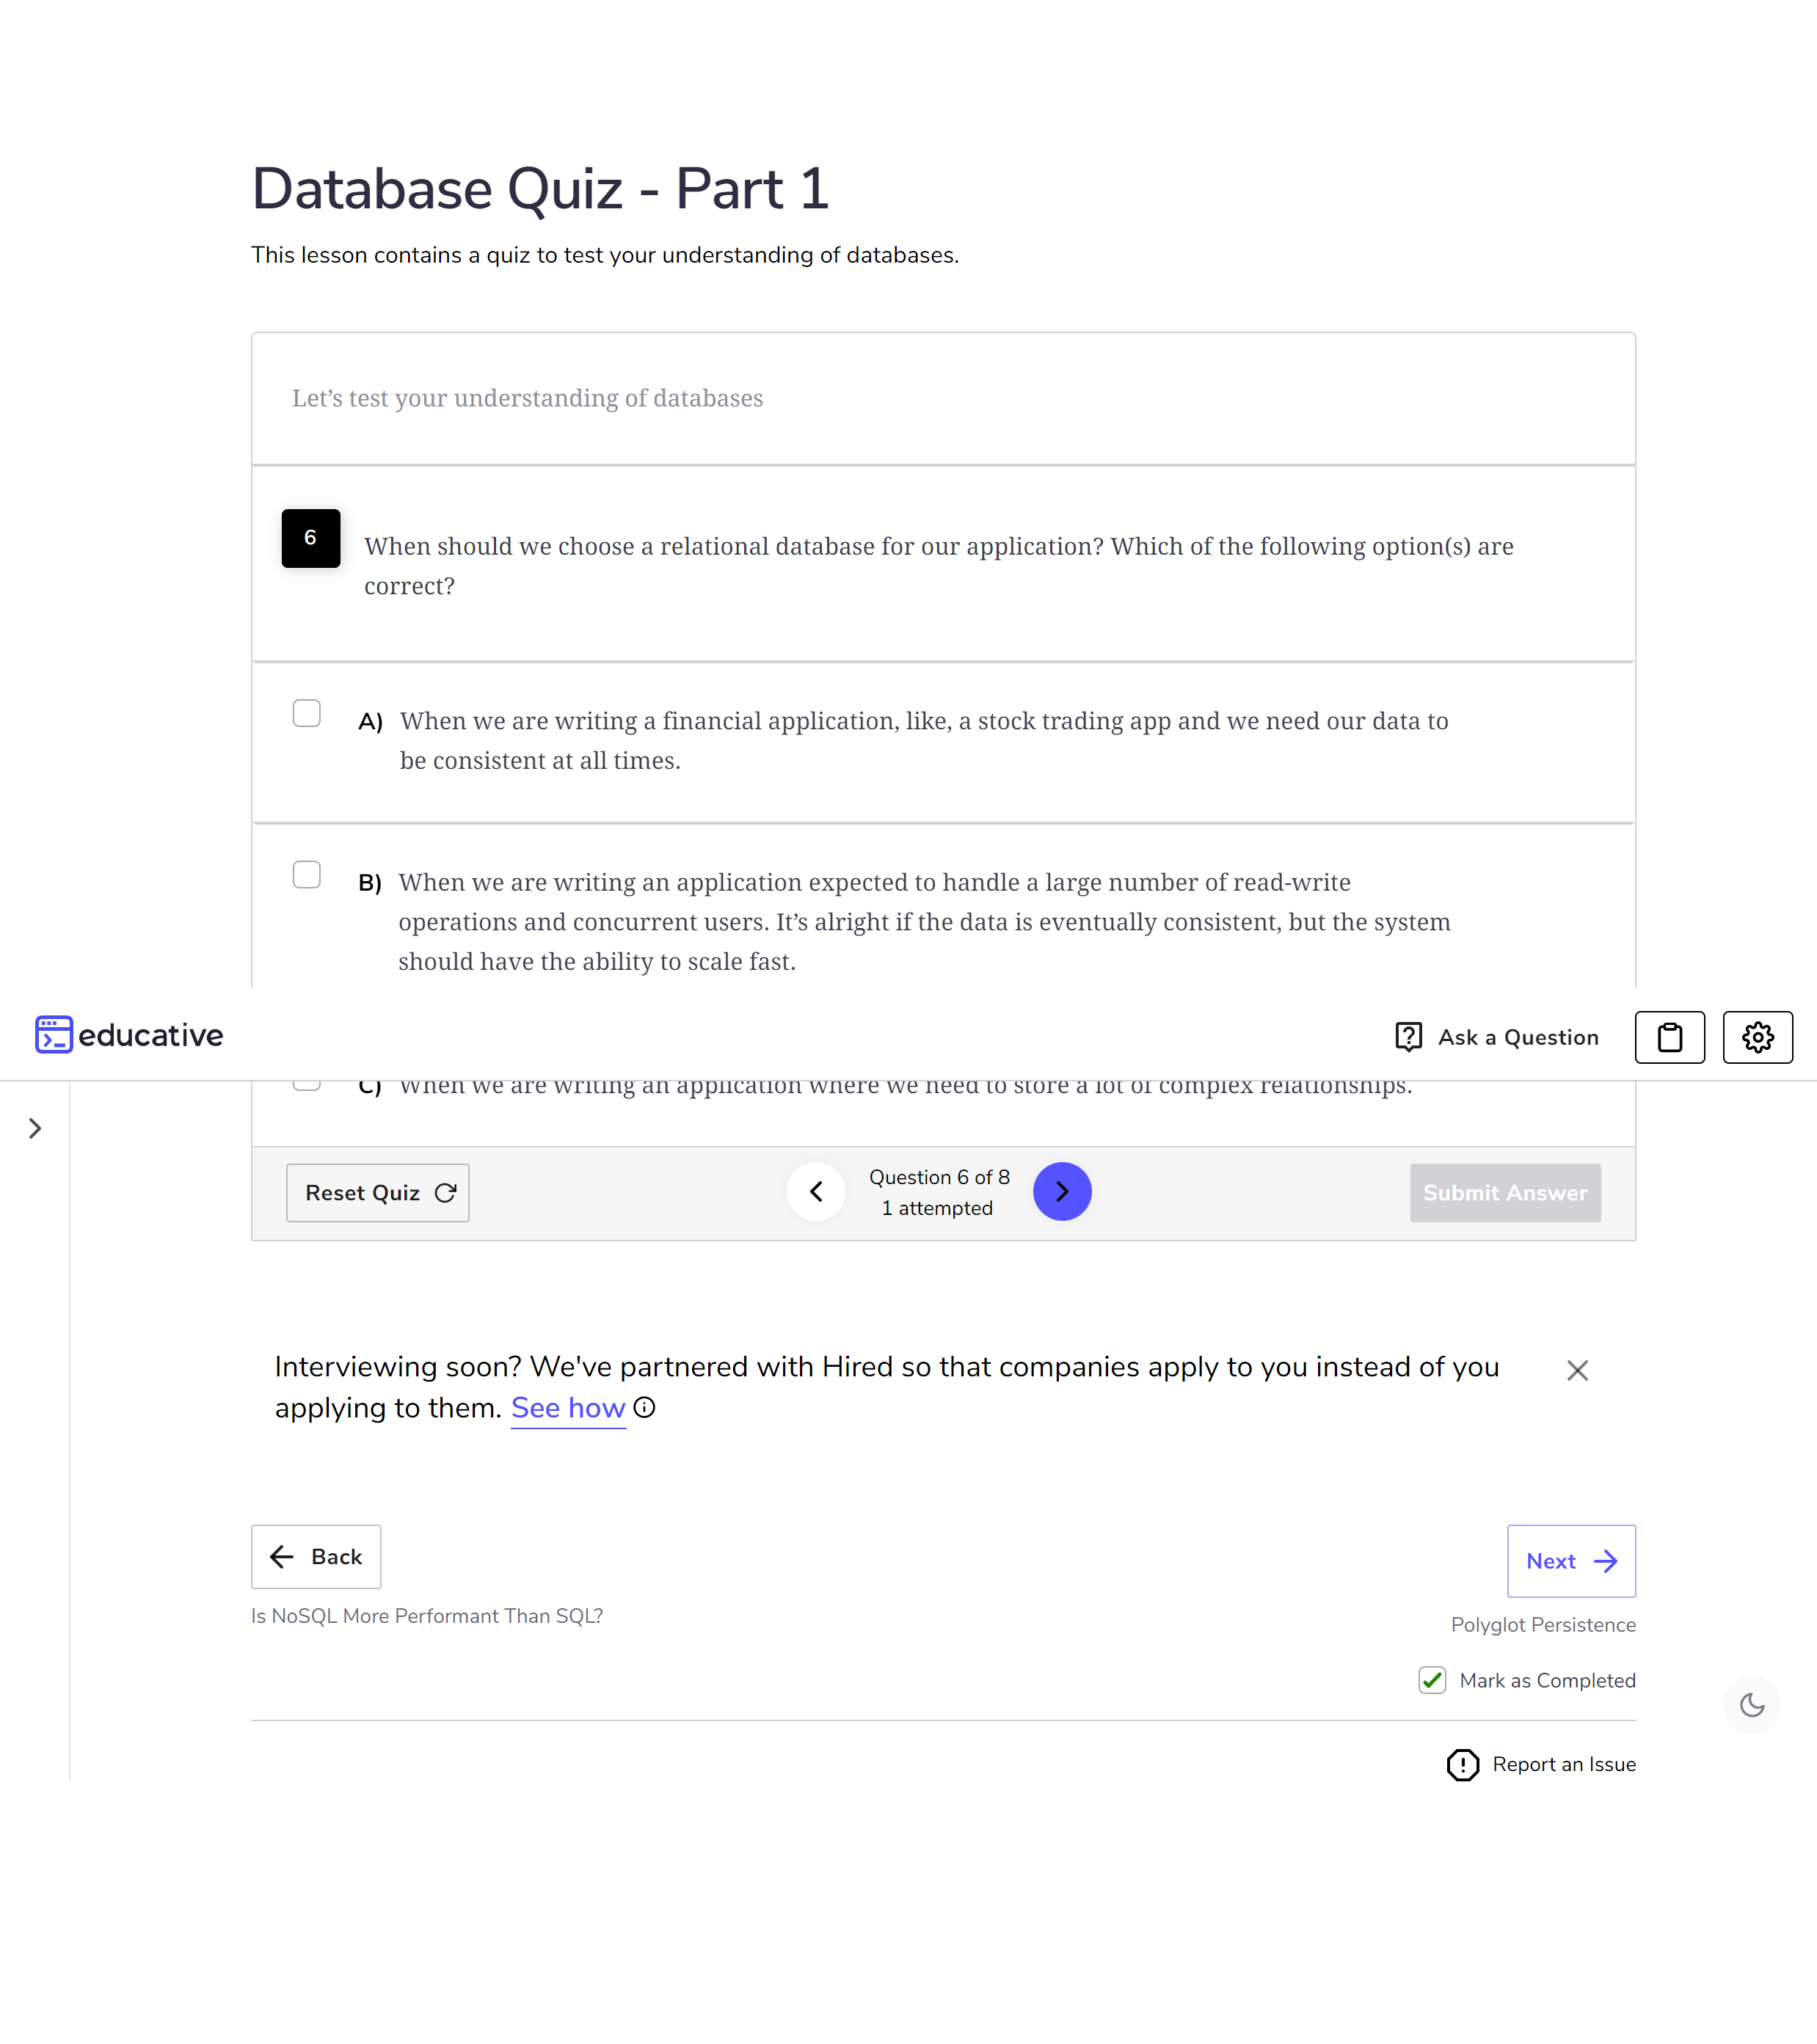 Database Quiz - Part 1
This lesson contains a quiz to test your understanding of databases.
Let’s test your understanding of databases
6
When should we choose a relational database for our application? Which of the following option(s) are
correct?
A) When we are writing a financial application, like, a stock trading app and we need our data to
be consistent at all times.
B) When we are writing an application expected to handle a large number of read-write
operations and concurrent users. It’s alright if the data is eventually consistent, but the system
should have the ability to scale fast.
educative
Ask a Question
C) When we are writing an application where we need to store a lot of complex relationships.
Reset Quiz
Question 6 of 8
1 attempted
Submit Answer
Interviewing soon? We've partnered with Hired so that companies apply to you instead of you
applying to them. See how
Back
Next
Is NoSQL More Performant Than SQL?
Polyglot Persistence
Mark as Completed
Report an Issue